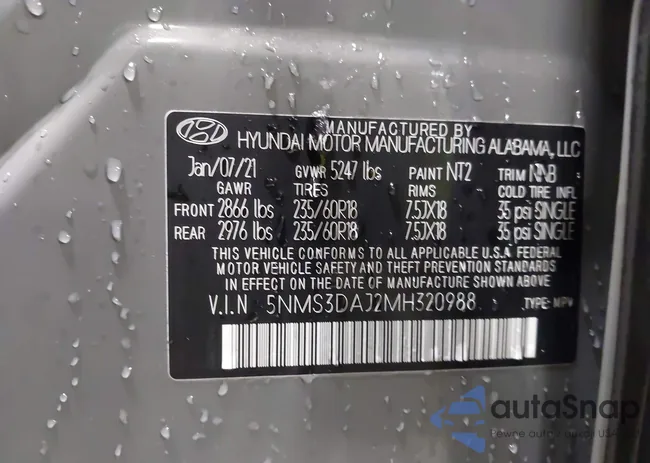 MANUFACTURED BY
HYUNDAI MOTOR MANUFACTURING ALABAMA, LLC
Jan/07/21 GVWR 5247 lbs PAINT NT2 TRIM NNB
GAWR TIRES RIMS COLD TIRE INFL
FRONT 2866 lbs 235/60R18 7.5JX18 35 psi SINGLE
REAR 2976 lbs 235/60R18 7.5JX18 35 psi SINGLE
THIS VEHICLE CONFORMS TO ALL APPLICABLE U.S.A FEDERAL
MOTOR VEHICLE SAFETY AND THEFT PREVENTION STANDARDS
IN EFFECT ON THE DATE OF MANUFACTURE SHOWN ABOVE.
V.I.N 5NMS3DAJ2MH320988 TYPE: MPV
autoSnap